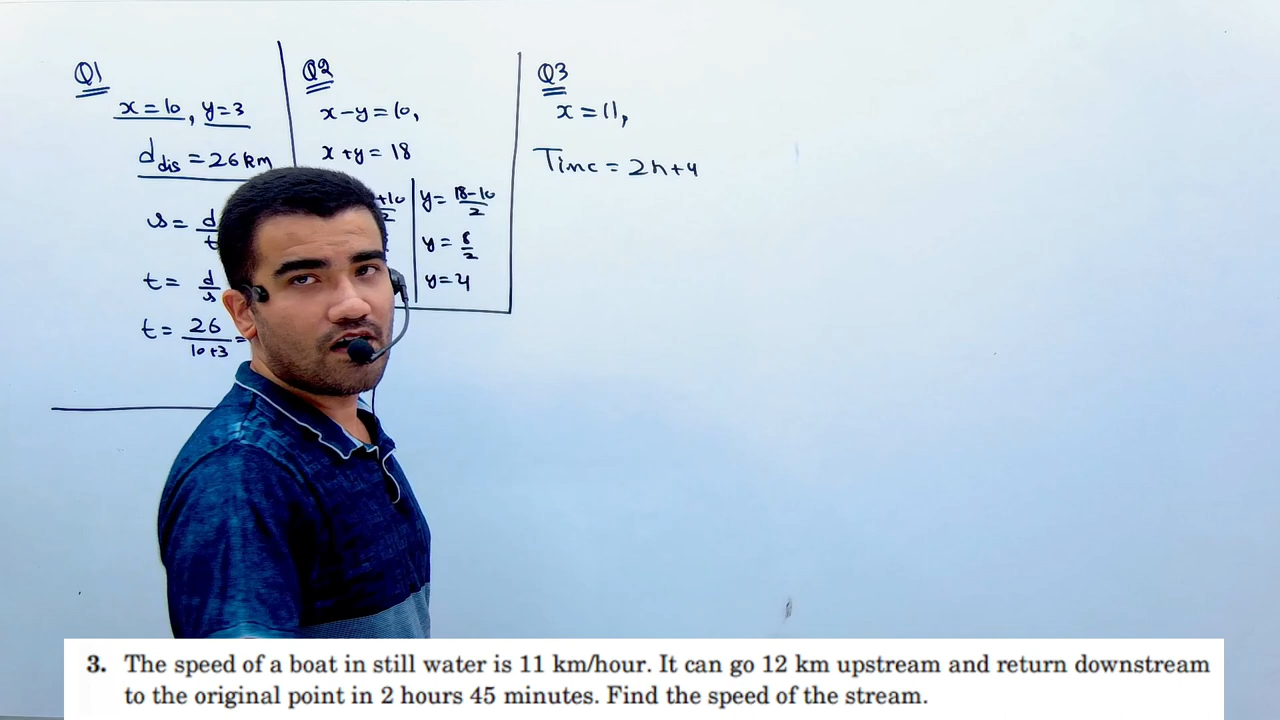 Q1
x=10, y=3
d dis = 26 km
s = d
t
t = d
s
t = 26
10+3 =
Q2
x-y=10,
x+y=18
+10
2
y = 18-10
2
y = 8
2
y=4
Q3
x=11,
Time = 2h+4
3. The speed of a boat in still water is 11 km/hour. It can go 12 km upstream and return downstream
to the original point in 2 hours 45 minutes. Find the speed of the stream.